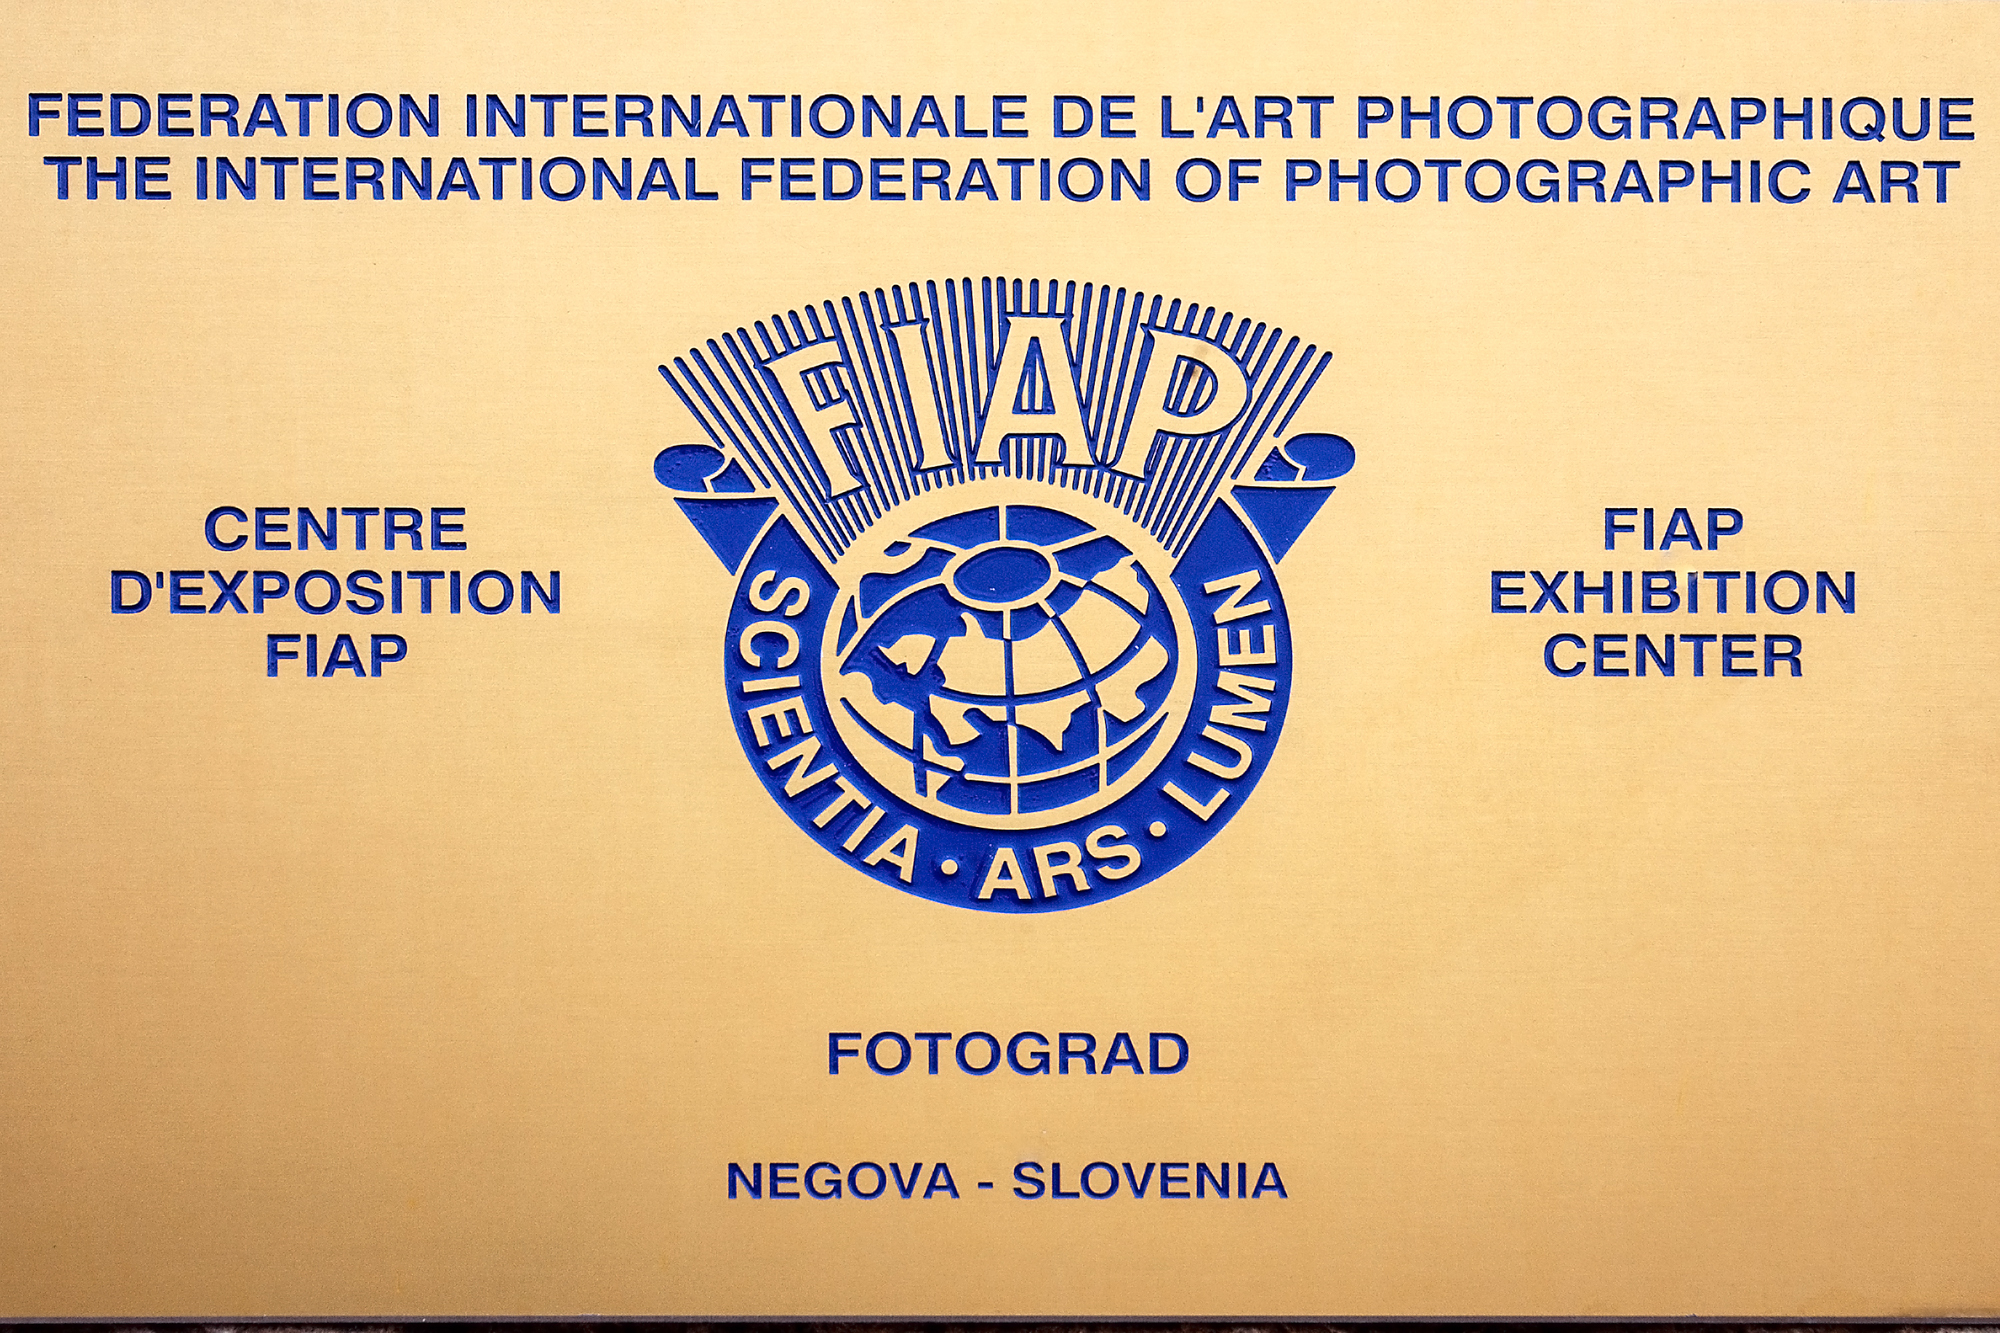 FEDERATION INTERNATIONALE DE L'ART PHOTOGRAPHIQUE
THE INTERNATIONAL FEDERATION OF PHOTOGRAPHIC ART
FIAP
SCIENTIA · ARS · LUMEN
CENTRE
D'EXPOSITION
FIAP
FIAP
EXHIBITION
CENTER
FOTOGRAD
NEGOVA - SLOVENIA